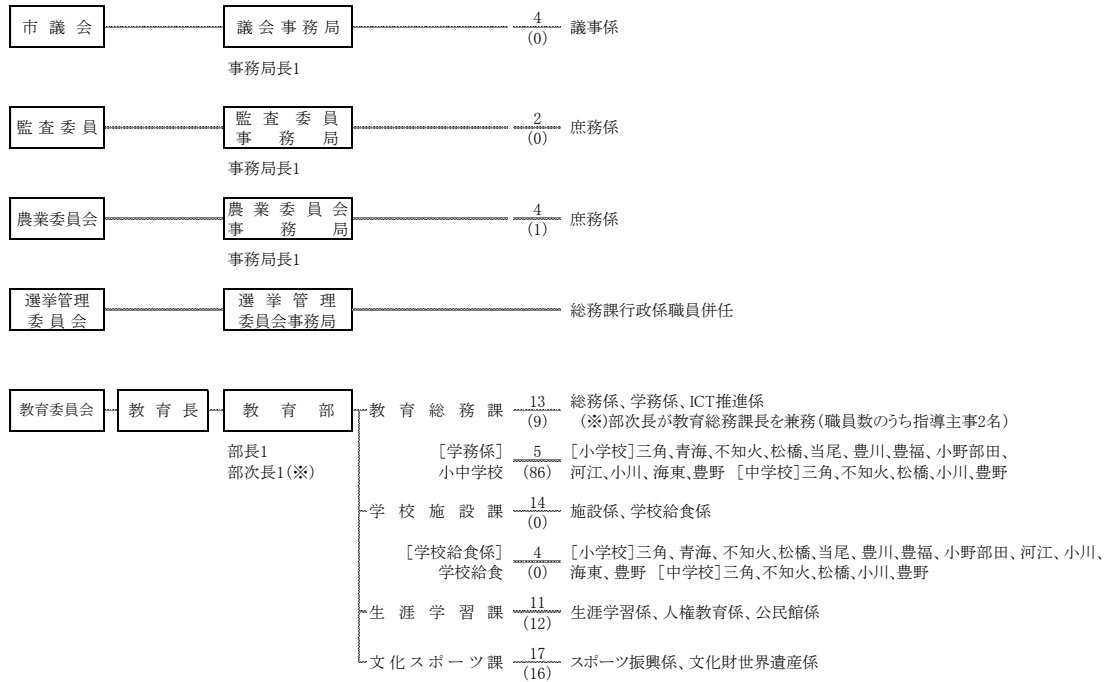 市議会 議会事務局 4 議事係
(0)
事務局長1
監査委員 監査委員 2 庶務係
事務局 (0)
事務局長1
農業委員会 農業委員会 4 庶務係
事務局 (1)
事務局長1
選挙管理 選挙管理
委員会 委員会事務局 総務課行政係職員併任
教育委員会 教育長 教育部 教育総務課 13 総務係、学務係、ICT推進係
(9) (※)部次長が教育総務課長を兼務(職員数のうち指導主事2名)
部長1 [学務係] 5 [小学校]三角、青海、不知火、松橋、当尾、豊川、豊福、小野部田、
部次長1(※) 小中学校 (86) 河江、小川、海東、豊野 [中学校]三角、不知火、松橋、小川、豊野
学校施設課 14 施設係、学校給食係
(0)
[学校給食係] 4 [小学校]三角、青海、不知火、松橋、当尾、豊川、豊福、小野部田、河江、小川、
学校給食 (0) 海東、豊野 [中学校]三角、不知火、松橋、小川、豊野
生涯学習課 11 生涯学習係、人権教育係、公民館係
(12)
文化スポーツ課 17 スポーツ振興係、文化財世界遺産係
(16)